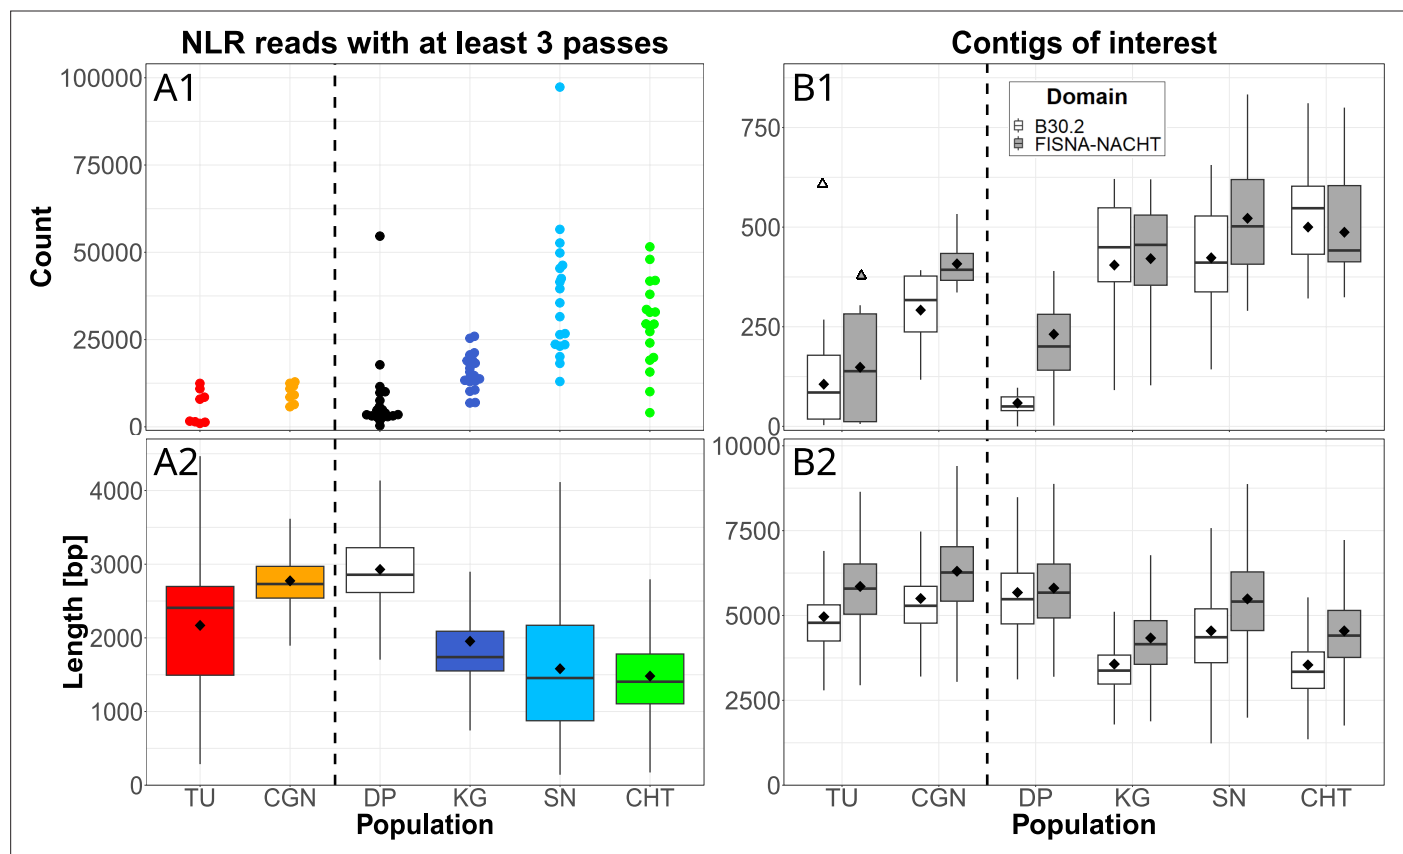 NLR reads with at least 3 passes
Contigs of interest
A1
100000
75000
50000
25000
0
Count
B1
750
500
250
0
Domain
B30.2
FISNA-NACHT
A2
4000
3000
2000
1000
0
Length [bp]
TU CGN DP KG SN CHT
Population
B2
10000
7500
5000
2500
0
TU CGN DP KG SN CHT
Population